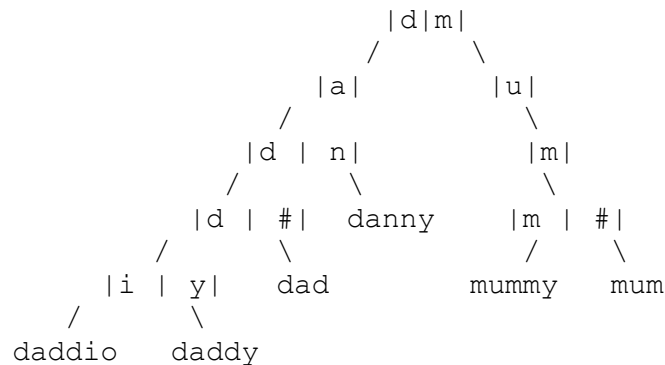 |d|m|
/ \
|a| |u|
/ \
|d | n| |m|
/ \ \
|d | #| danny |m | #|
/ \ / \
|i | y| dad mummy mum
/ \
daddio daddy